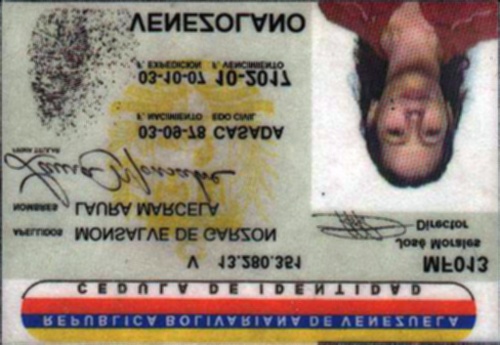 REPUBLICA BOLIVARIANA DE VENEZUELA
CEDULA DE IDENTIDAD
V 13.280.351
MF013
APELLIDOS MONSALVE DE GARZON
José Morales
Director
NOMBRES LAURA MARCELA
FIRMA TITULAR
03-09-78 CASADA
F. NACIMIENTO EDO CIVIL
03-10-07 10-2017
F. EXPEDICION F. VENCIMIENTO
VENEZOLANO